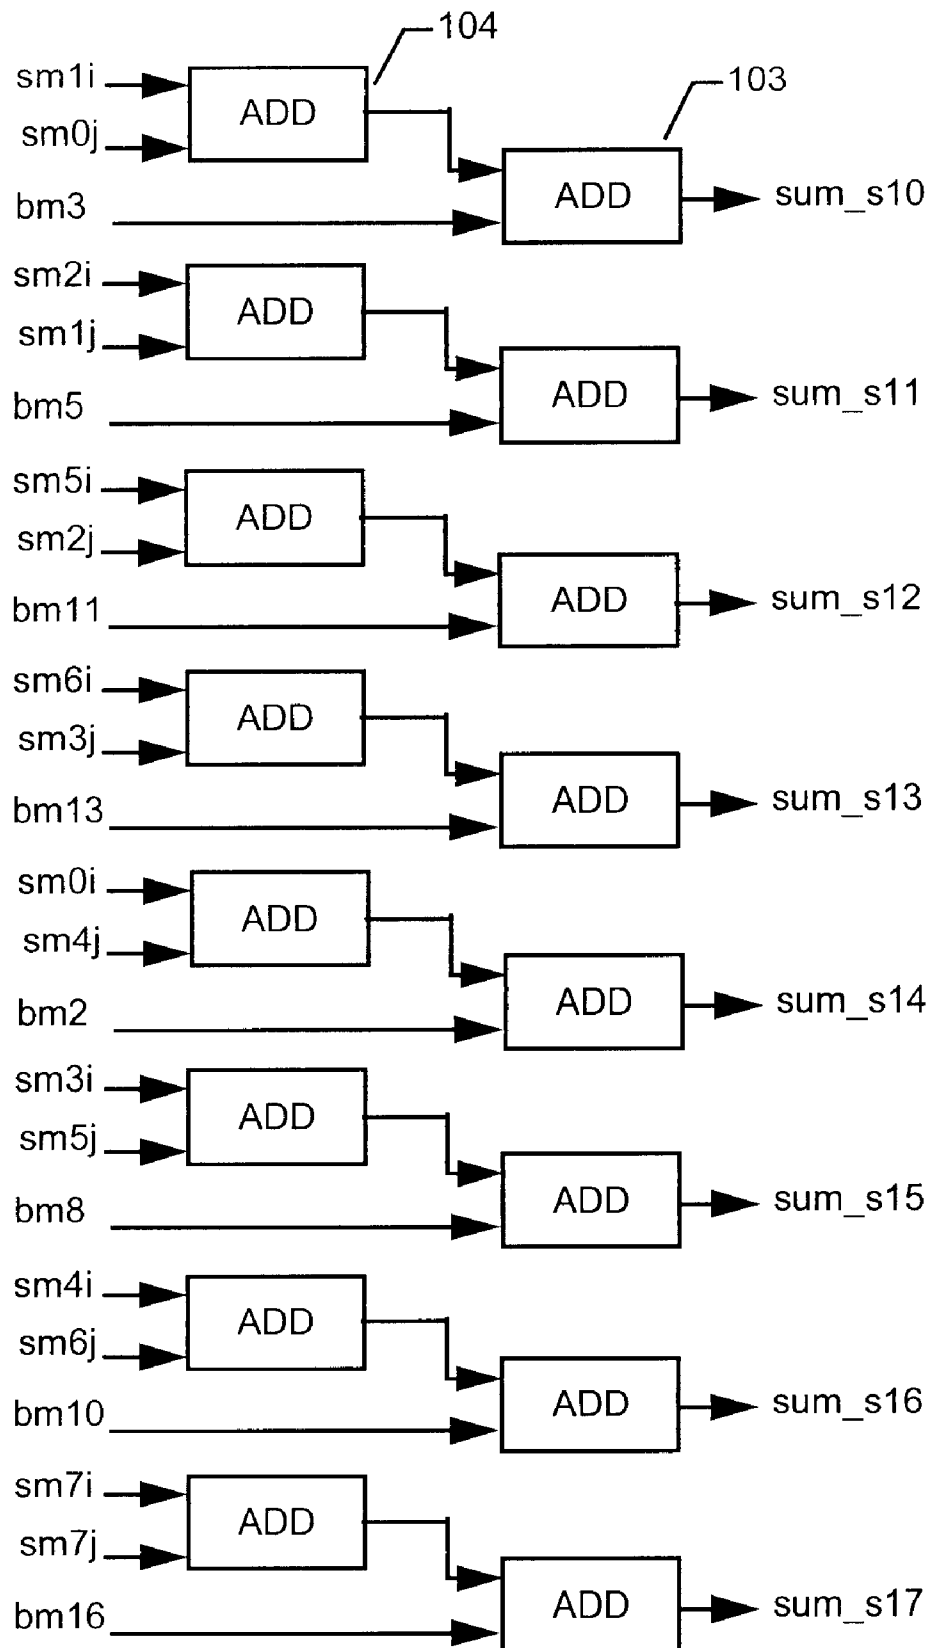 104
sm1i
ADD
sm0j
103
bm3
ADD
sum_s10
sm2i
ADD
sm1j
bm5
ADD
sum_s11
sm5i
ADD
sm2j
bm11
ADD
sum_s12
sm6i
ADD
sm3j
bm13
ADD
sum_s13
sm0i
ADD
sm4j
bm2
ADD
sum_s14
sm3i
ADD
sm5j
bm8
ADD
sum_s15
sm4i
ADD
sm6j
bm10
ADD
sum_s16
sm7i
ADD
sm7j
bm16
ADD
sum_s17